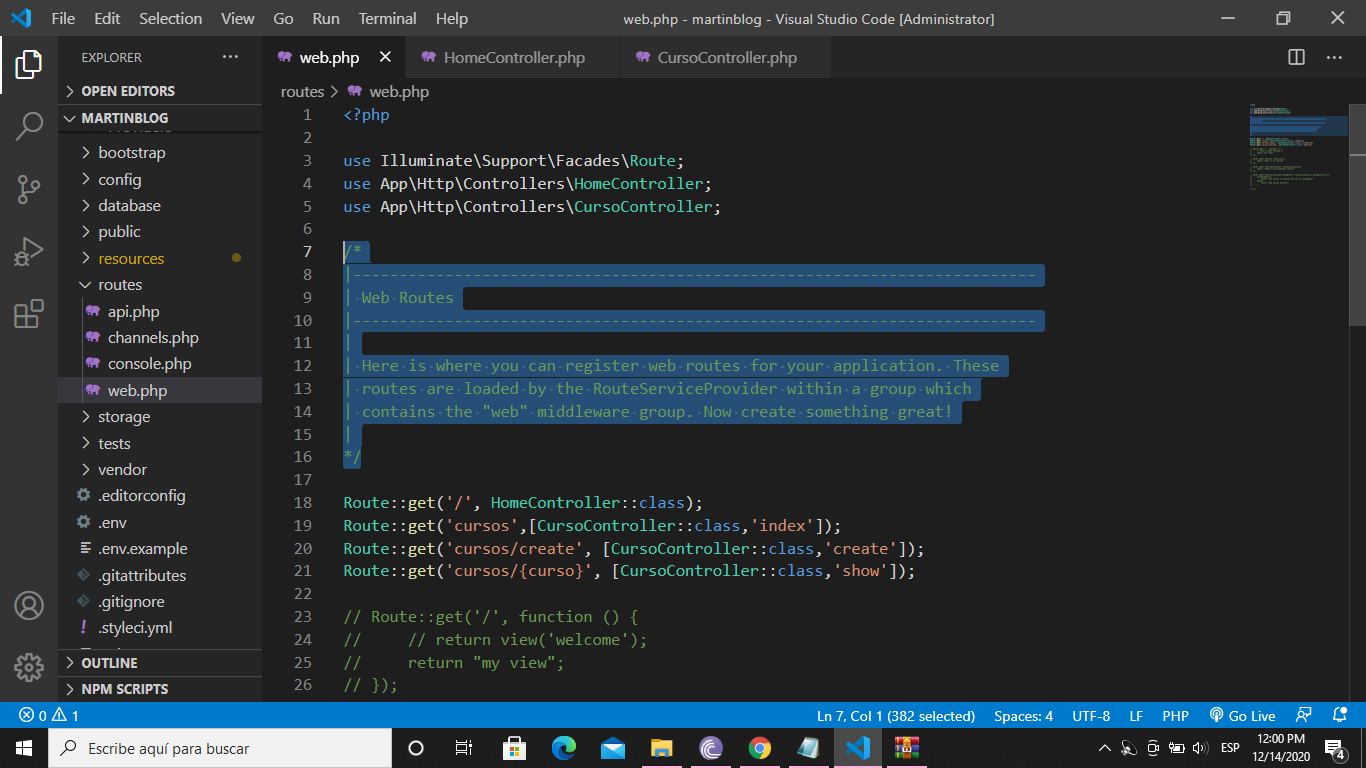 File Edit Selection View Go Run Terminal Help
web.php - martinblog - Visual Studio Code [Administrator]
EXPLORER
OPEN EDITORS
MARTINBLOG
bootstrap
config
database
public
resources
routes
api.php
channels.php
console.php
web.php
storage
tests
vendor
.editorconfig
.env
.env.example
.gitattributes
.gitignore
.styleci.yml
OUTLINE
NPM SCRIPTS
web.php
HomeController.php
CursoController.php
routes > web.php
1 <?php
2
3 use Illuminate\Support\Facades\Route;
4 use App\Http\Controllers\HomeController;
5 use App\Http\Controllers\CursoController;
6
7 /*
8 |--------------------------------------------------------------------------
9 | Web Routes
10 |--------------------------------------------------------------------------
11 |
12 | Here is where you can register web routes for your application. These
13 | routes are loaded by the RouteServiceProvider within a group which
14 | contains the "web" middleware group. Now create something great!
15 |
16 */
17
18 Route::get('/', HomeController::class);
19 Route::get('cursos',[CursoController::class,'index']);
20 Route::get('cursos/create', [CursoController::class,'create']);
21 Route::get('cursos/{curso}', [CursoController::class,'show']);
22
23 // Route::get('/', function () {
24 //     // return view('welcome');
25 //     return "my view";
26 // });
0 1
Ln 7, Col 1 (382 selected) Spaces: 4 UTF-8 LF PHP Go Live
Escribe aquí para buscar
ESP
12:00 PM
12/14/2020
4